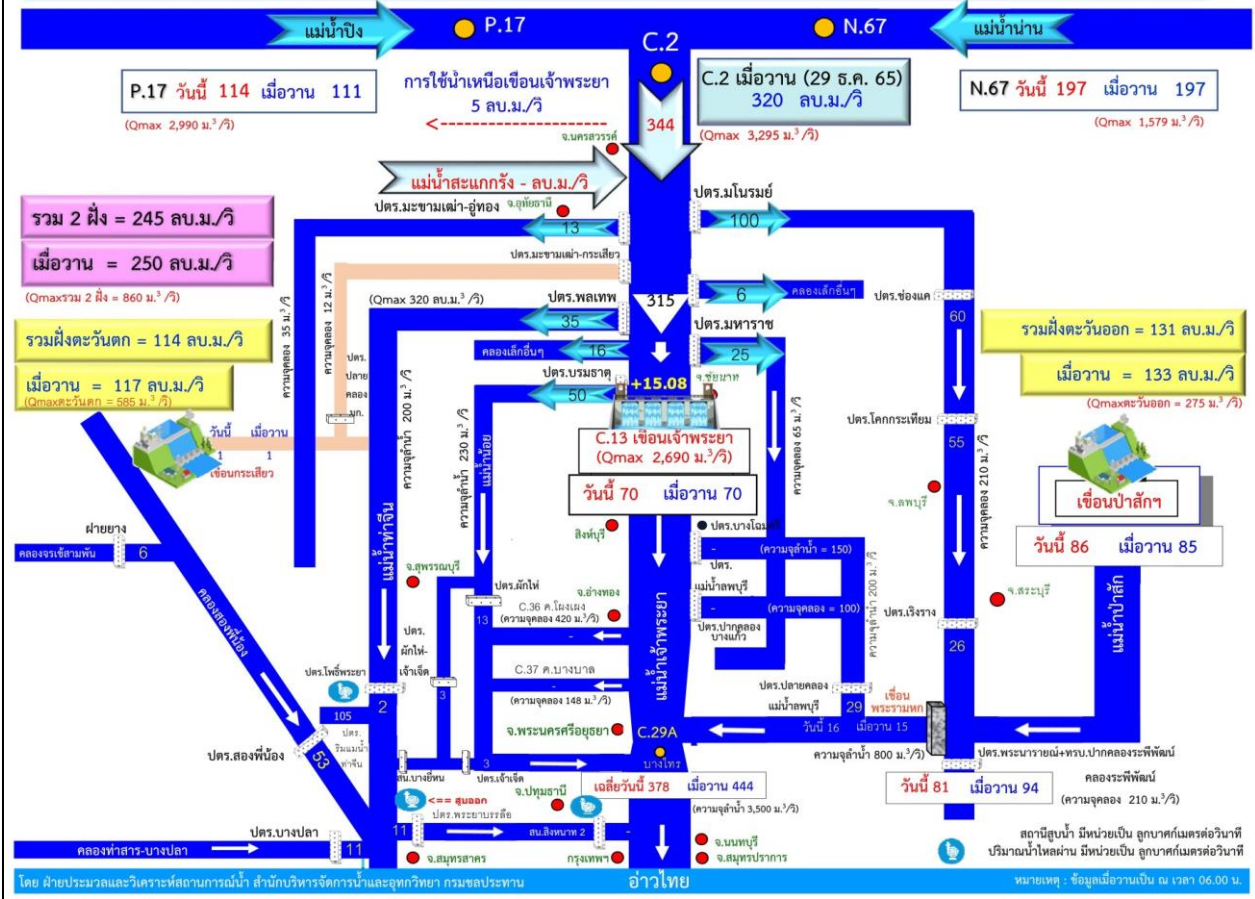 แม่น้ำปิง
P.17
C.2
N.67
แม่น้ำน่าน
P.17 วันนี้ 114 เมื่อวาน 111
(Qmax 2,990 ม.³/วิ)
การใช้น้ำเหนือเขื่อนเจ้าพระยา
5 ลบ.ม./วิ
344
C.2 เมื่อวาน (29 ธ.ค. 65)
320 ลบ.ม./วิ
(Qmax 3,295 ม.³/วิ)
N.67 วันนี้ 197 เมื่อวาน 197
(Qmax 1,579 ม.³/วิ)
จ.นครสวรรค์
แม่น้ำสะแกกรัง - ลบ.ม./วิ
รวม 2 ฝั่ง = 245 ลบ.ม./วิ
เมื่อวาน = 250 ลบ.ม./วิ
(Qmaxรวม 2 ฝั่ง = 860 ม.³/วิ)
ปตร.มะขามเฒ่า-อู่ทอง
จ.อุทัยธานี
13
ปตร.มโนรมย์
100
ปตร.มะขามเฒ่า-กระเสียว
ความจุคลอง 35 ม.³/วิ
ความจุคลอง 12 ม.³/วิ
(Qmax 320 ลบ.ม.³/วิ)
ปตร.พลเทพ
35
315
6
คลองเล็กอื่นๆ
ปตร.ช่องแค
60
รวมฝั่งตะวันตก = 114 ลบ.ม./วิ
เมื่อวาน = 117 ลบ.ม./วิ
(Qmaxตะวันตก = 585 ม.³/วิ)
รวมฝั่งตะวันออก = 131 ลบ.ม./วิ
เมื่อวาน = 133 ลบ.ม./วิ
(Qmaxตะวันออก = 275 ม.³/วิ)
ปตร.มหาราช
25
คลองเล็กอื่นๆ
16
จ.ชัยนาท
ปตร.
ปลาย
คลอง
มก.
ปตร.บรมธาตุ
50
+15.08
C.13 เขื่อนเจ้าพระยา
(Qmax 2,690 ม.³/วิ)
วันนี้ 70 เมื่อวาน 70
วันนี้ เมื่อวาน
1 1
เขื่อนกระเสียว
ความจุลำน้ำ 200 ม.³/วิ
ความจุลำน้ำ 230 ม.³/วิ
แม่น้ำน้อย
ความจุคลอง 65 ม.³/วิ
ปตร.โคกกระเทียม
55
ความจุคลอง 210 ม.³/วิ
จ.ลพบุรี
เขื่อนป่าสักฯ
วันนี้ 86 เมื่อวาน 85
ฝายยาง
คลองจรเข้สามพัน
6
แม่น้ำท่าจีน
จ.สุพรรณบุรี
สิงห์บุรี
ปตร.บางโฉมศรี
-
(ความจุลำน้ำ = 150)
ปตร.
แม่น้ำลพบุรี
ความจุลำน้ำ 200 ม.³/วิ
ปตร.ผักไห่
13
จ.อ่างทอง
C.36 ค.โผงเผง
(ความจุคลอง 420 ม.³/วิ)
-
-
(ความจุคลอง = 100)
ปตร.ปากคลอง
บางแก้ว
จ.สระบุรี
ปตร.เริงราง
26
แม่น้ำป่าสัก
คลองสองพี่น้อง
ปตร.
ผักไห่-
เจ้าเจ็ด
3
C.37 ค.บางบาล
-
(ความจุคลอง 148 ม.³/วิ)
แม่น้ำเจ้าพระยา
ปตร.โพธิ์พระยา
2
105
ปตร.
ริมแม่น้ำ
ท่าจีน
ปตร.ปลายคลอง
แม่น้ำลพบุรี
29
เขื่อน
พระรามหก
วันนี้ 16 เมื่อวาน 15
ความจุลำน้ำ 800 ม.³/วิ)
ปตร.พระนารายณ์+ทรบ.ปากคลองระพีพัฒน์
จ.พระนครศรีอยุธยา
C.29A
บางไทร
ปตร.สองพี่น้อง
53
สน.บางยี่หน
3
ปตร.เจ้าเจ็ด
เฉลี่ยวันนี้ 378 เมื่อวาน 444
(ความจุลำน้ำ 3,500 ม.³/วิ)
วันนี้ 81 เมื่อวาน 94
คลองระพีพัฒน์
(ความจุคลอง 210 ม.³/วิ)
จ.ปทุมธานี
<== สูบออก
ปตร.พระยาบรรลือ
11
สน.สิงหนาท 2
-
ปตร.บางปลา
คลองท่าสาร-บางปลา
11
จ.สมุทรสาคร
กรุงเทพฯ
จ.นนทบุรี
จ.สมุทรปราการ
สถานีสูบน้ำ มีหน่วยเป็น ลูกบาศก์เมตรต่อวินาที
ปริมาณน้ำไหลผ่าน มีหน่วยเป็น ลูกบาศก์เมตรต่อวินาที
โดย ฝ่ายประมวลและวิเคราะห์สถานการณ์น้ำ สำนักบริหารจัดการน้ำและอุทกวิทยา กรมชลประทาน
อ่าวไทย
หมายเหตุ : ข้อมูลเมื่อวานเป็น ณ เวลา 06.00 น.